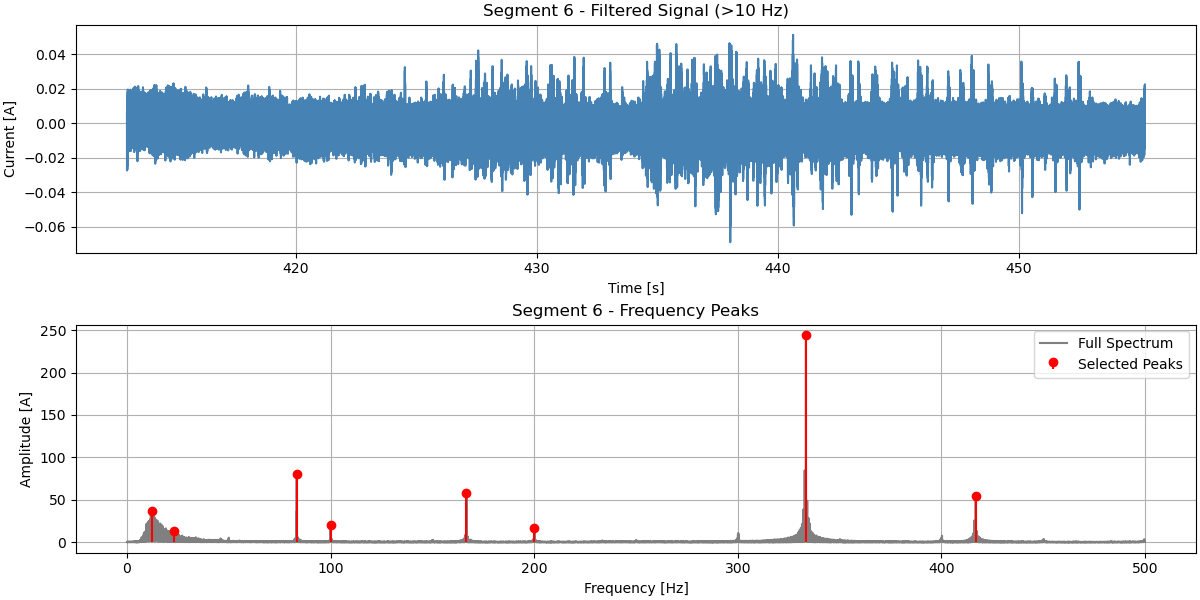 Segment 6 - Filtered Signal (>10 Hz)
Current [A]
0.04
0.02
0.00
−0.02
−0.04
−0.06
420
430
440
450
Time [s]
Segment 6 - Frequency Peaks
Amplitude [A]
250
200
150
100
50
0
Full Spectrum
Selected Peaks
0
100
200
300
400
500
Frequency [Hz]